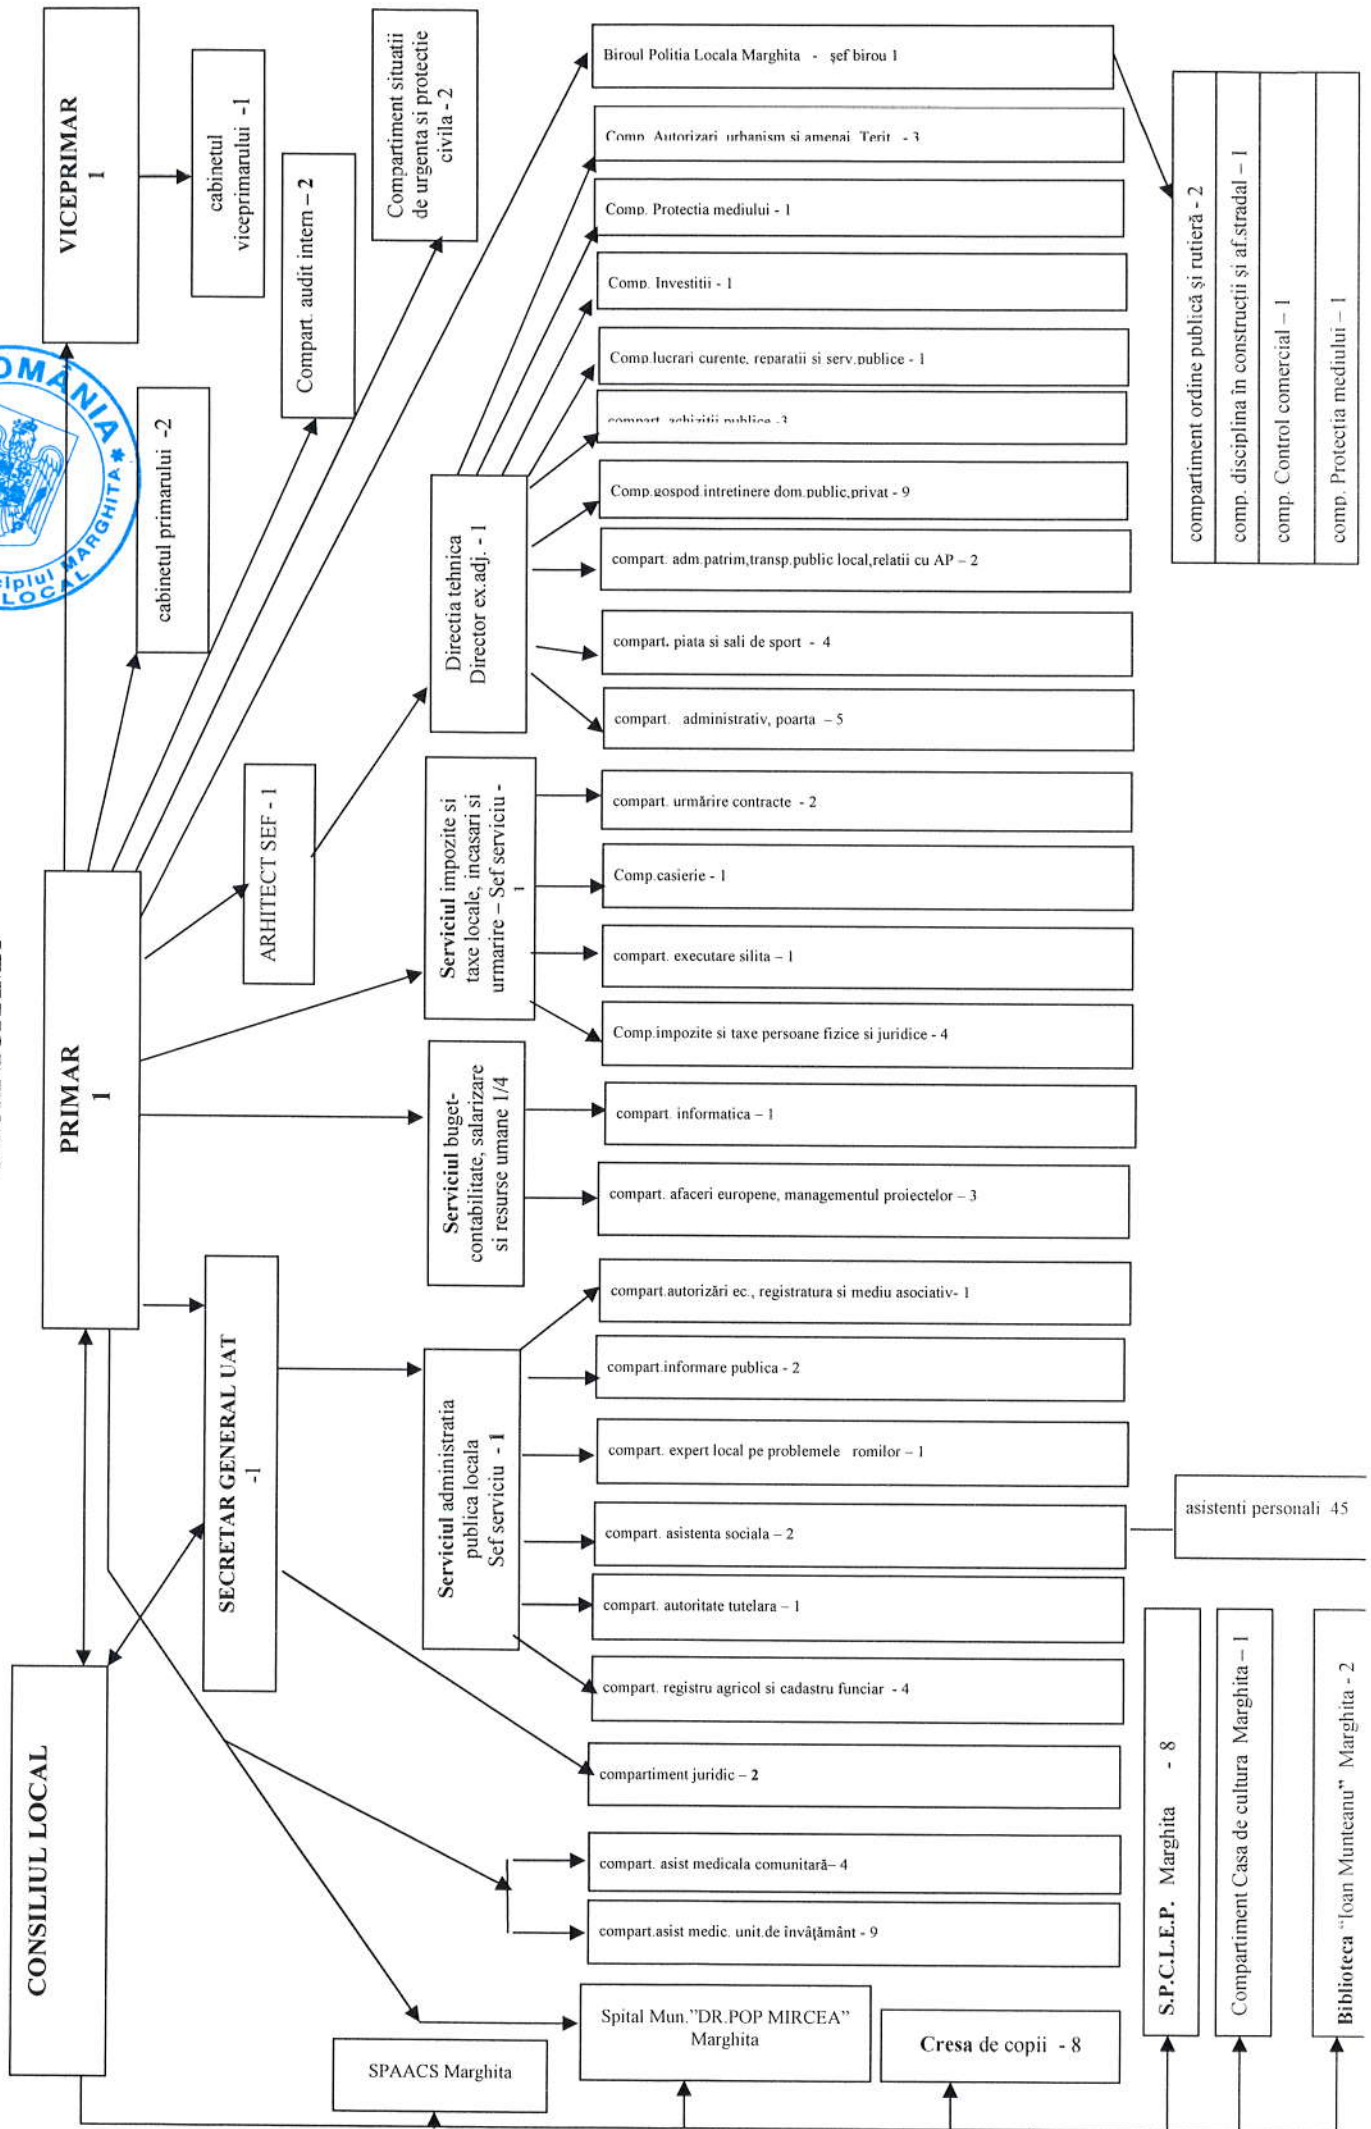 CONSILIUL LOCAL
PRIMAR
1
VICEPRIMAR
1
ROMÂNIA *
MARGHITA *
LOCAL
cabinetul
viceprimarului -1
cabinetul primarului -2
Compart. audit intern – 2
Compartiment situatii
de urgenta si protectie
civila - 2
SECRETAR GENERAL UAT
-1
ARHITECT SEF - 1
Serviciul administratia
publica locala
Sef serviciu - 1
Serviciul buget-
contabilitate, salarizare
si resurse umane 1/4
Serviciul impozite si
taxe locale, incasari si
urmarire – Sef serviciu -
1
Directia tehnica
Director ex.adj. - 1
SPAACS Marghita
Spital Mun."DR.POP MIRCEA"
Marghita
Cresa de copii - 8
compart.asist medic. unit.de învăţământ - 9
compart. asist medicala comunitară– 4
compartiment juridic – 2
compart. registru agricol si cadastru funciar - 4
compart. autoritate tutelara – 1
compart. asistenta sociala – 2
compart. expert local pe problemele romilor – 1
compart.informare publica - 2
compart.autorizări ec., registratura si mediu asociativ- 1
compart. afaceri europene, managementul proiectelor – 3
compart. informatica – 1
Comp.impozite si taxe persoane fizice si juridice - 4
compart. executare silita – 1
Comp.casierie - 1
compart. urmărire contracte - 2
compart. administrativ, poarta – 5
compart. piata si sali de sport - 4
compart. adm.patrim,transp.public local,relatii cu AP – 2
Comp.gospod.intretinere dom.public,privat - 9
compart. achizitii publice -3
Comp.lucrari curente, reparatii si serv.publice - 1
Comp. Investitii - 1
Comp. Protectia mediului - 1
Comp. Autorizari, urbanism si amenaj. Terit. - 3
Biroul Politia Locala Marghita - şef birou 1
S.P.C.L.E.P. Marghita - 8
Compartiment Casa de cultura Marghita – 1
Biblioteca "Ioan Munteanu" Marghita - 2
asistenti personali 45
compartiment ordine publică şi rutieră - 2
comp. disciplina în construcţii şi af.stradal – 1
comp. Control comercial – 1
comp. Protecţia mediului – 1